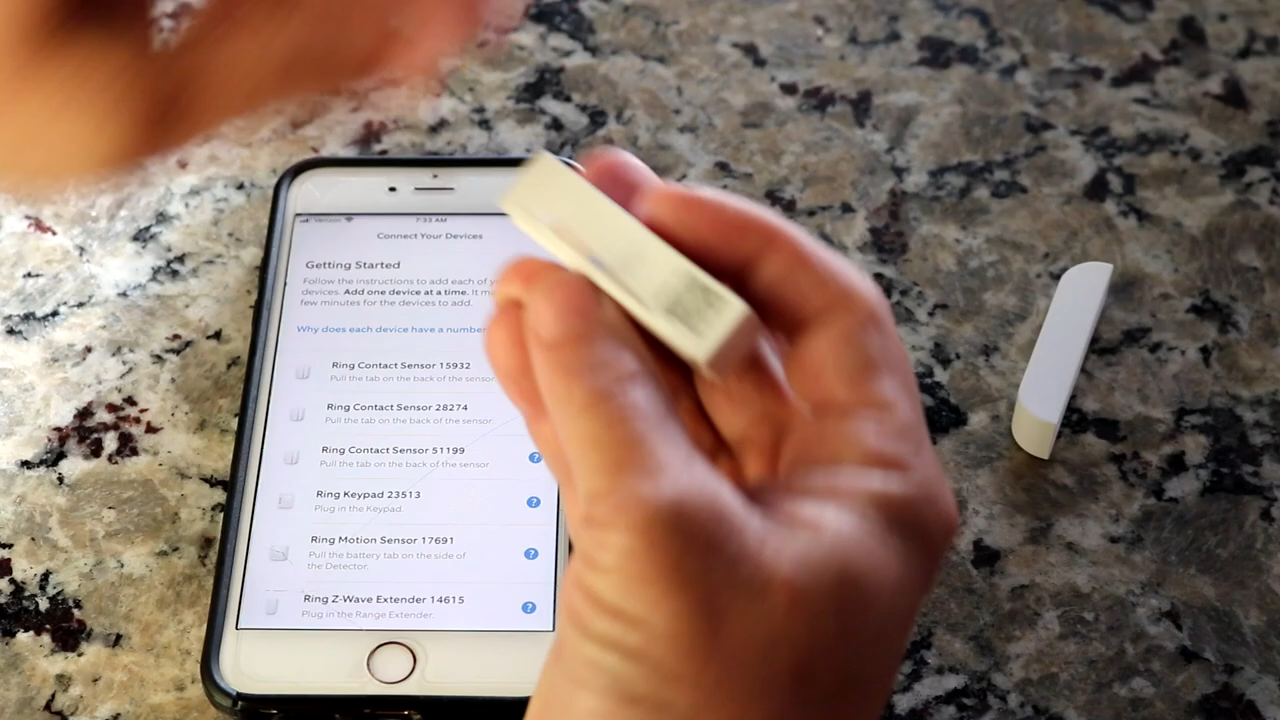 Verizon 7:33 AM
Connect Your Devices
Getting Started
Follow the instructions to add each of
devices. Add one device at a time. It
few minutes for the devices to add.
Why does each device have a number
Ring Contact Sensor 15932
Pull the tab on the back of the sensor.
Ring Contact Sensor 28274
Pull the tab on the back of the sensor.
Ring Contact Sensor 51199
Pull the tab on the back of the sensor
?
Ring Keypad 23513
Plug in the Keypad.
?
Ring Motion Sensor 17691
Pull the battery tab on the side of
the Detector.
?
Ring Z-Wave Extender 14615
Plug in the Range Extender.
?